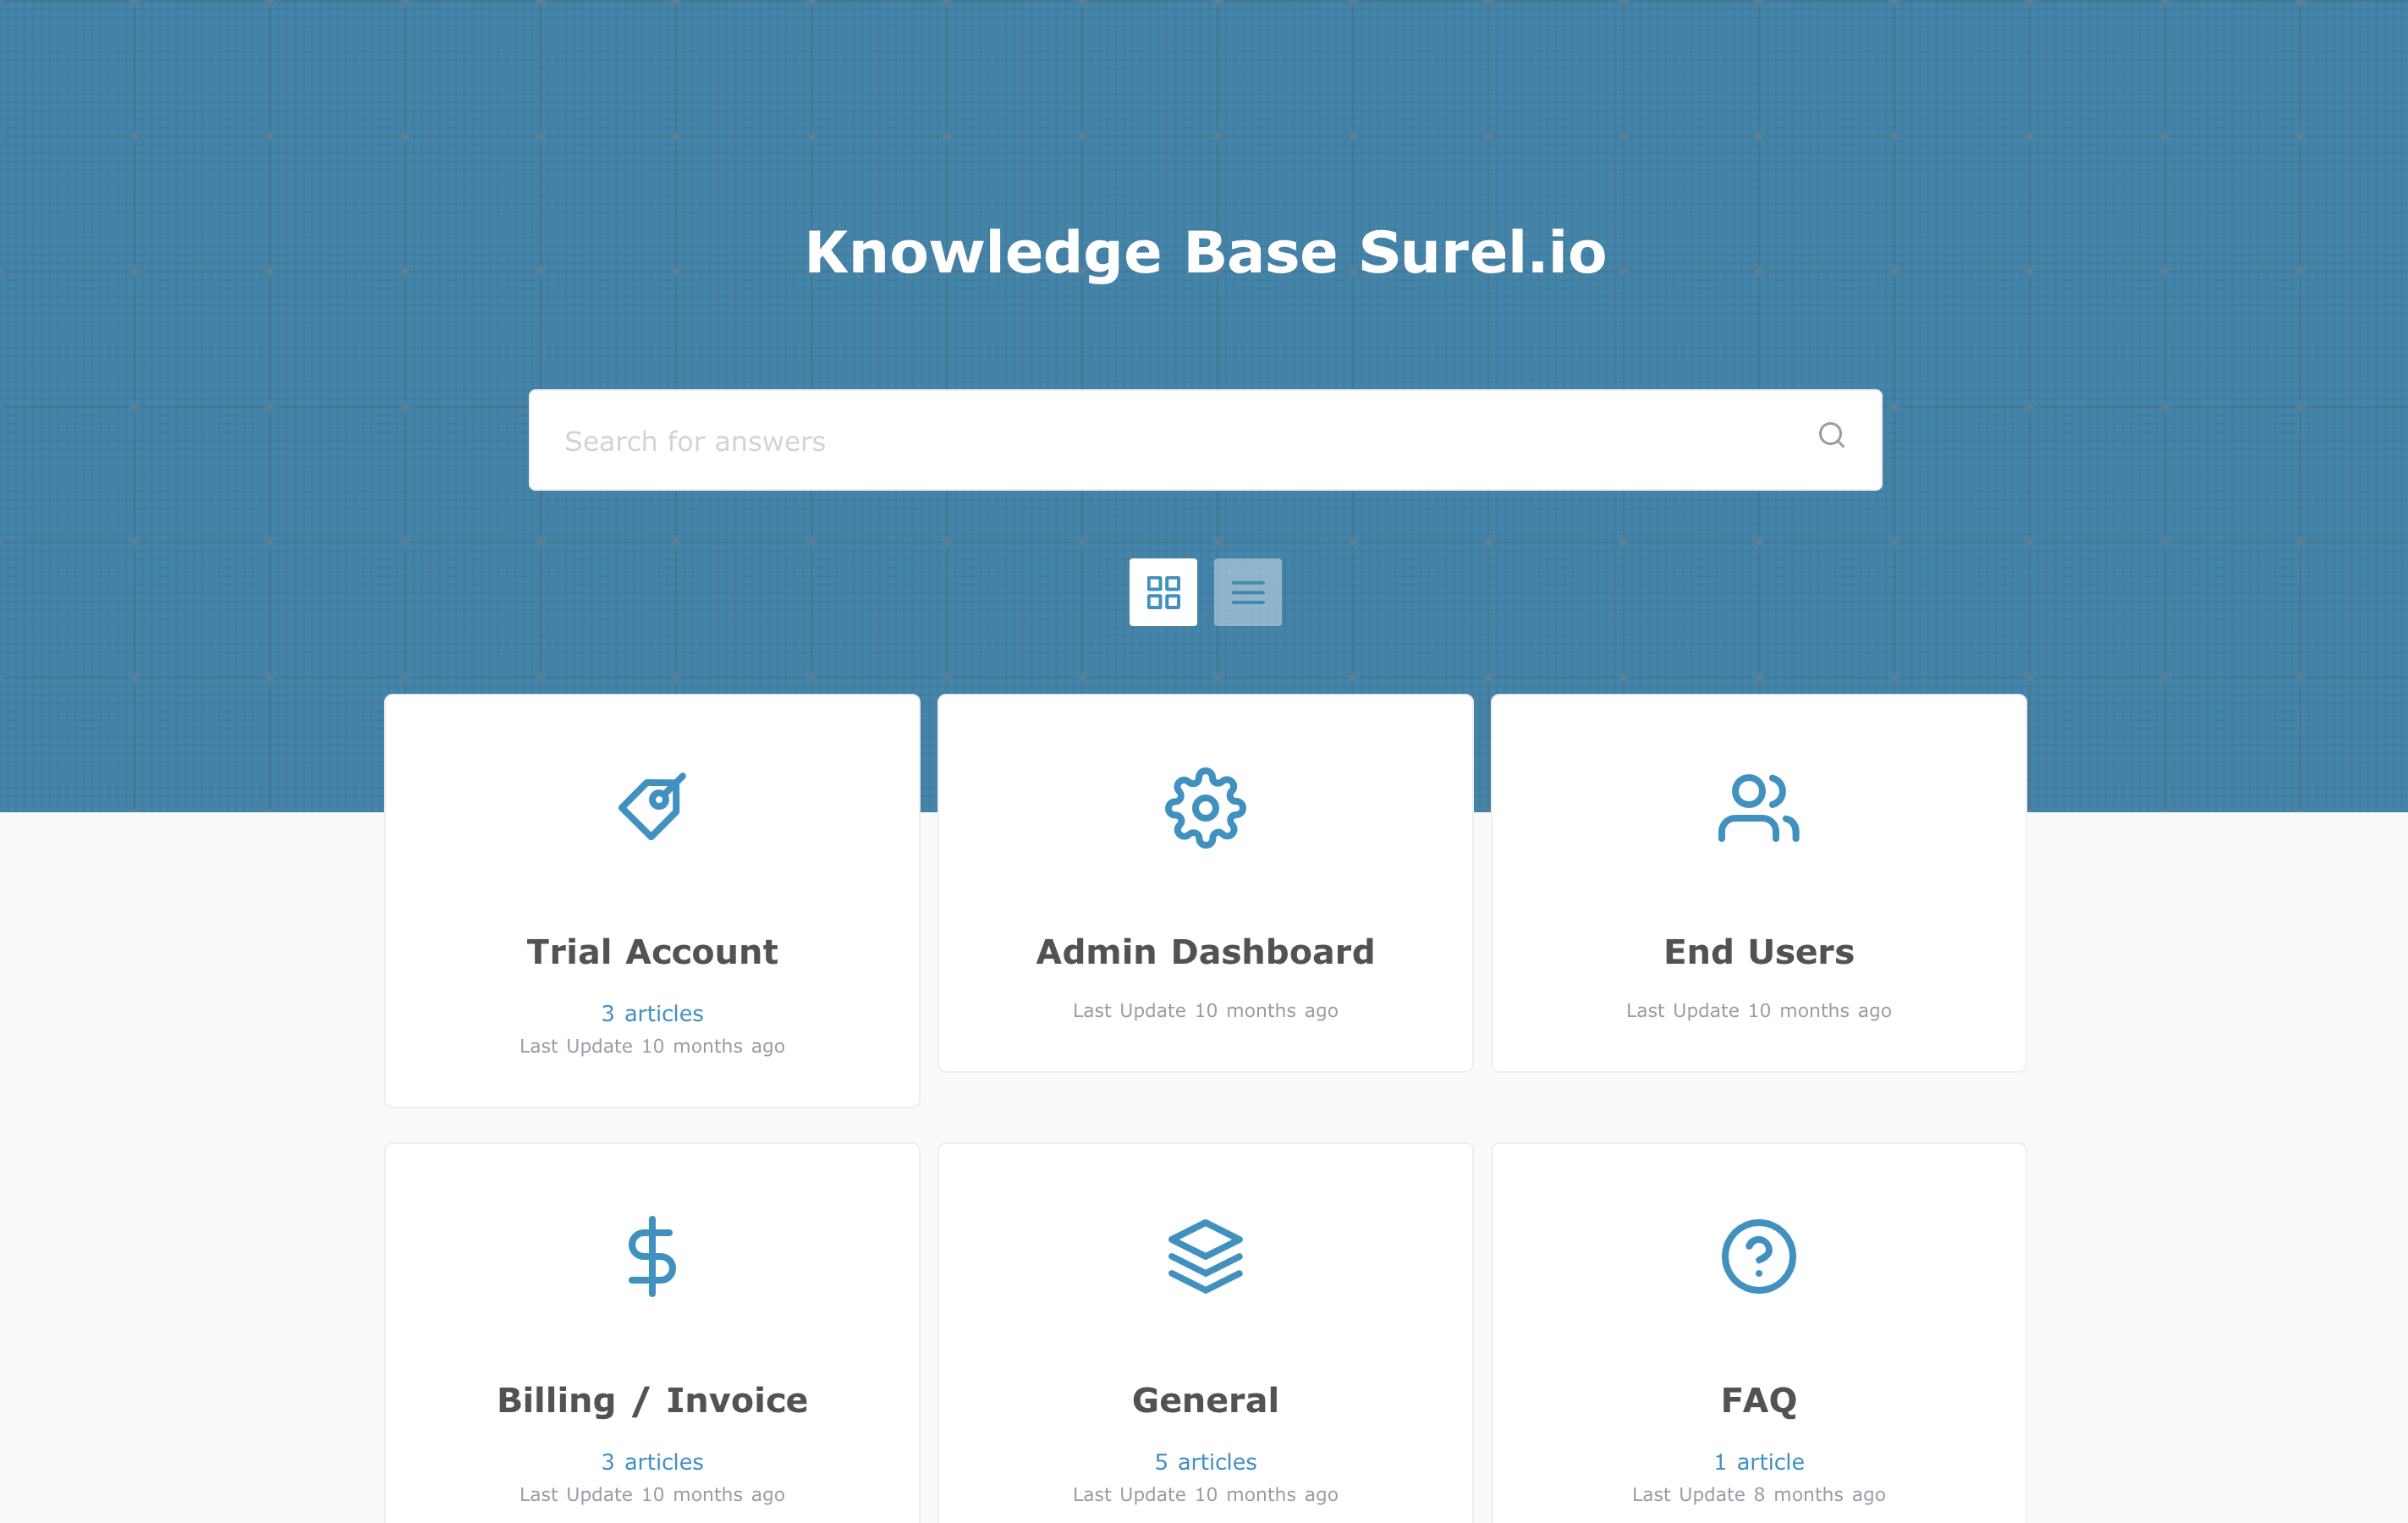 Knowledge Base Surel.io
Search for answers
Trial Account
3 articles
Last Update 10 months ago
Admin Dashboard
Last Update 10 months ago
End Users
Last Update 10 months ago
Billing / Invoice
3 articles
Last Update 10 months ago
General
5 articles
Last Update 10 months ago
FAQ
1 article
Last Update 8 months ago